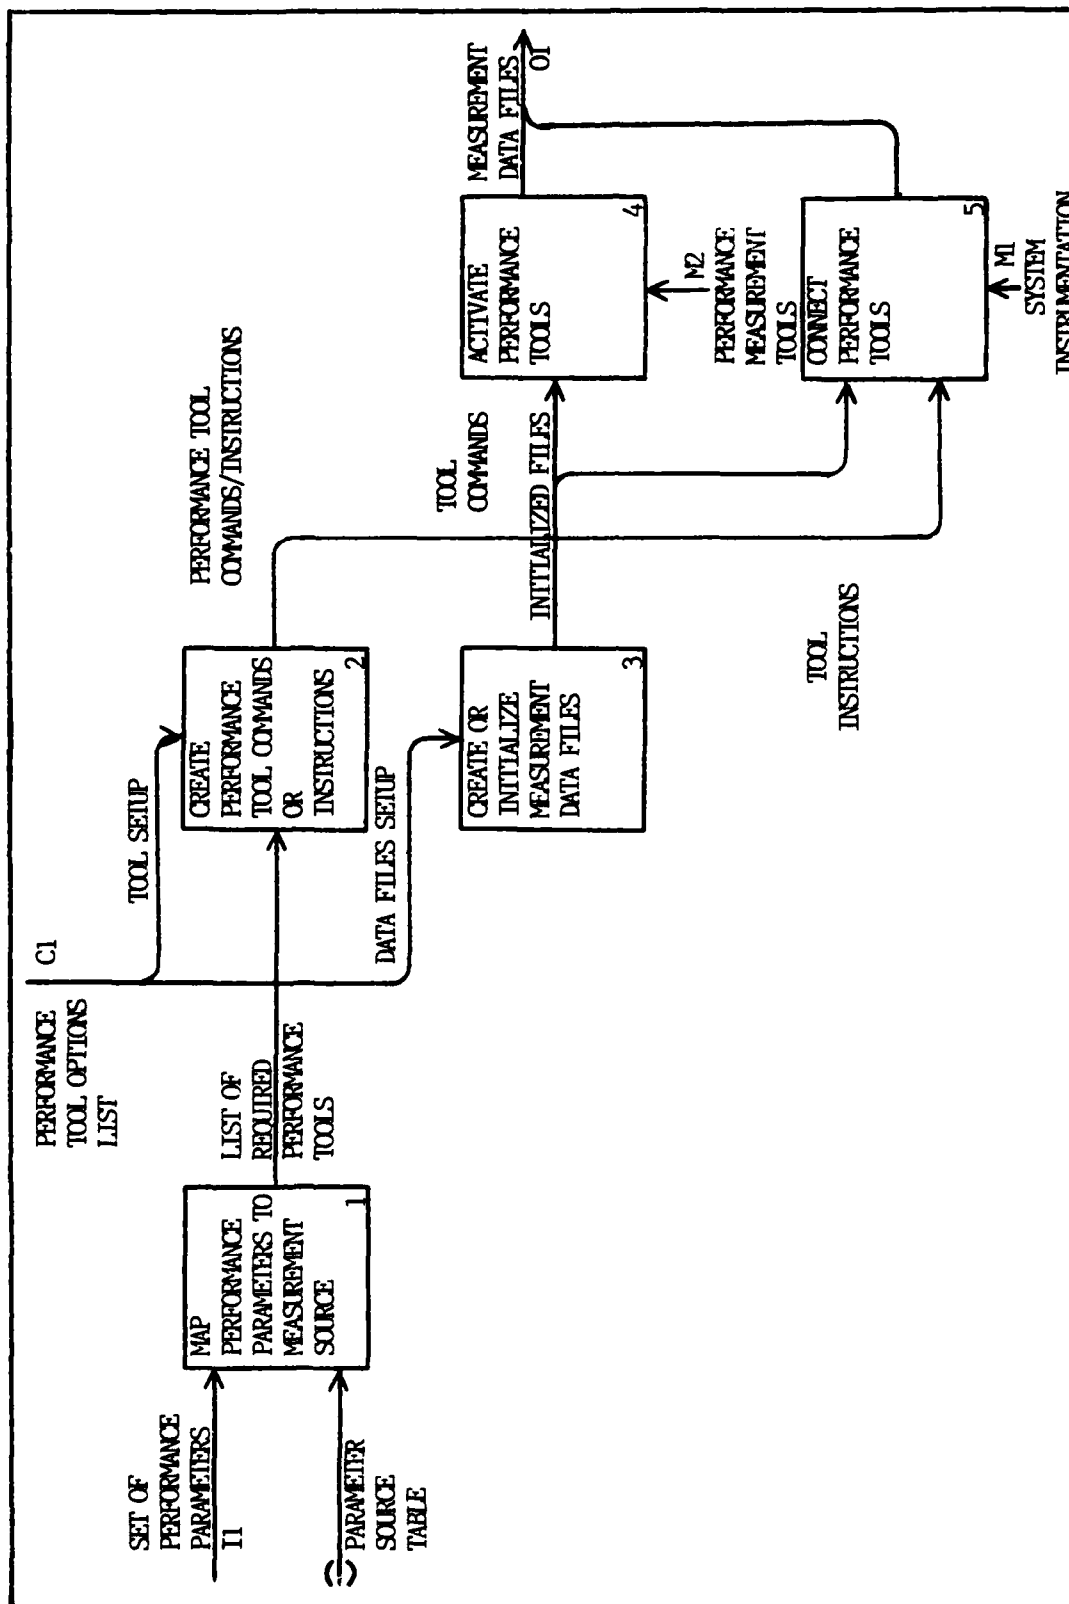 SET OF
PERFORMANCE
PARAMETERS
I1
()
PARAMETER
SOURCE
TABLE
MAP
PERFORMANCE
PARAMETERS TO
MEASUREMENT
SOURCE
1
PERFORMANCE
TOOL OPTIONS
LIST
C1
LIST OF
REQUIRED
PERFORMANCE
TOOLS
TOOL SETUP
DATA FILES SETUP
CREATE
PERFORMANCE
TOOL COMMANDS
OR
INSTRUCTIONS
2
CREATE OR
INITIALIZE
MEASUREMENT
DATA FILES
3
PERFORMANCE TOOL
COMMANDS/INSTRUCTIONS
TOOL
COMMANDS
INITIALIZED FILES
TOOL
INSTRUCTIONS
ACTIVATE
PERFORMANCE
TOOLS
4
M2
PERFORMANCE
MEASUREMENT
TOOLS
CONNECT
PERFORMANCE
TOOLS
5
M1
SYSTEM
INSTRUMENTATION
MEASUREMENT
DATA FILES
O1